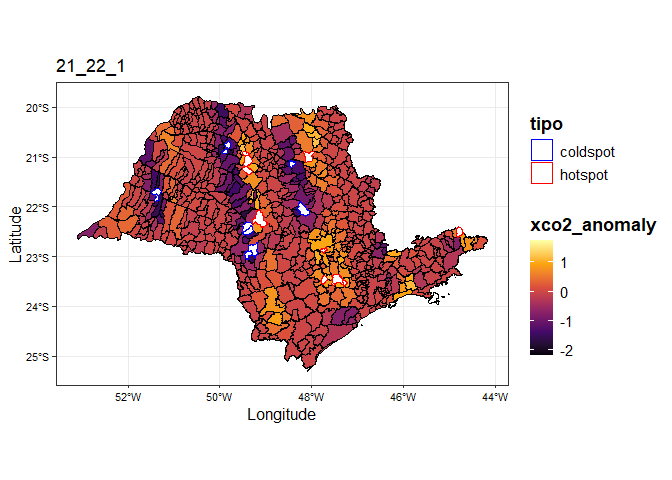 21_22_1
20°S
21°S
22°S
23°S
24°S
25°S
Latitude
52°W
50°W
48°W
46°W
44°W
Longitude
tipo
coldspot
hotspot
xco2_anomaly
1
0
-1
-2